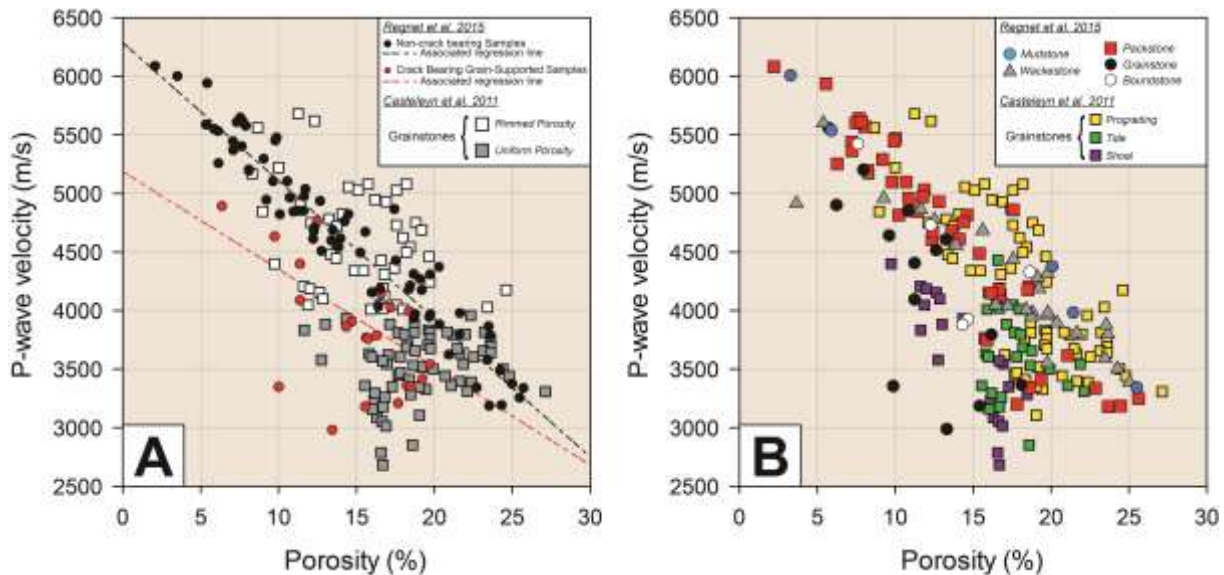 6500
6000
5500
5000
4500
4000
3500
3000
2500
P-wave velocity (m/s)
0
5
10
15
20
25
30
Porosity (%)
Regnet et al. 2015
Non-crack bearing Samples
Associated regression line
Crack Bearing Grain-Supported Samples
Associated regression line
Casteleyn et al. 2011
Grainstones
Rimmed Porosity
Uniform Porosity
A
6500
6000
5500
5000
4500
4000
3500
3000
2500
P-wave velocity (m/s)
0
5
10
15
20
25
30
Porosity (%)
Regnet et al. 2015
Mudstone
Wackestone
Packstone
Grainstone
Boundstone
Casteleyn et al. 2011
Grainstones
Prograding
Tide
Shoal
B